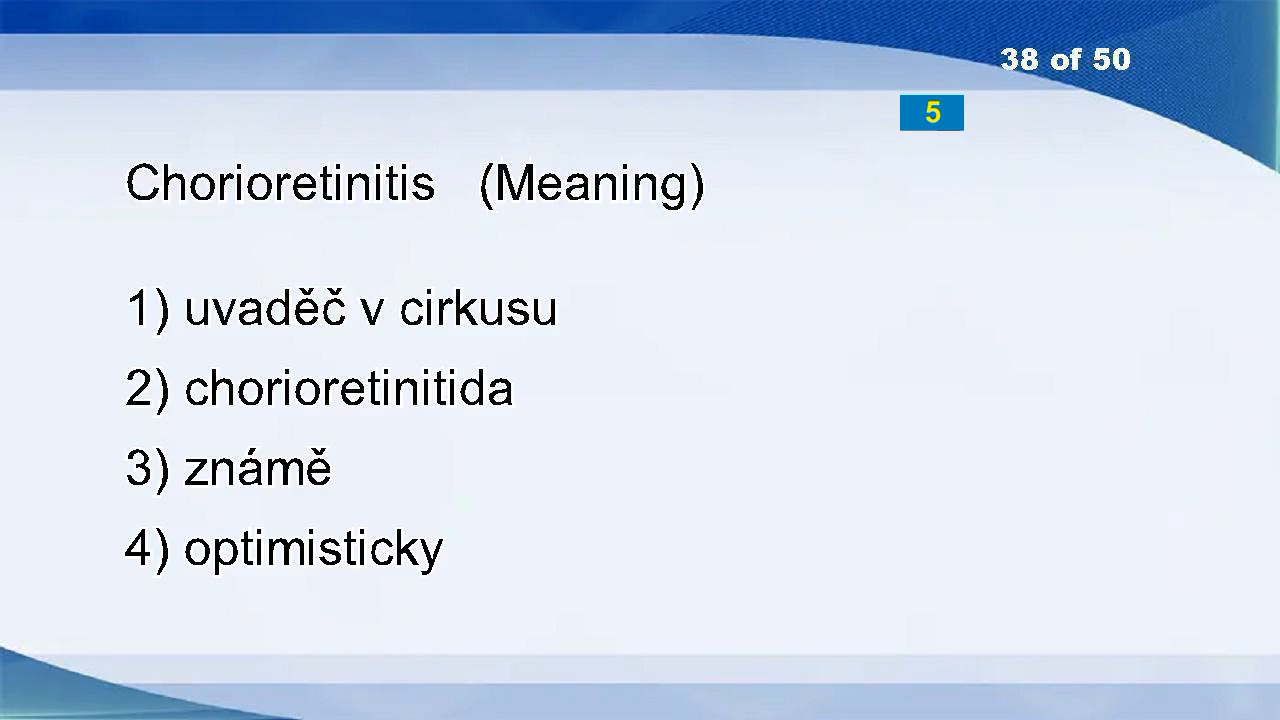 38 of 50
5
Chorioretinitis (Meaning)
1) uvaděč v cirkusu
2) chorioretinitida
3) známě
4) optimisticky